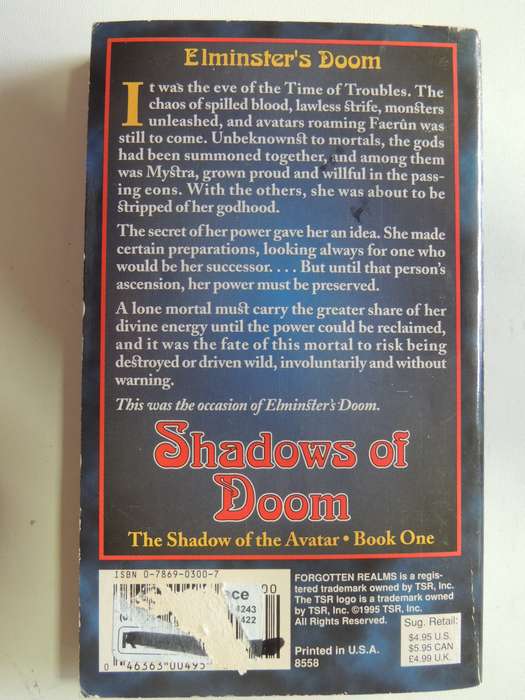 Elminster's Doom
It was the eve of the Time of Troubles. The
chaos of spilled blood, lawless strife, monsters
unleashed, and avatars roaming Faerûn was
still to come. Unbeknownst to mortals, the gods
had been summoned together, and among them
was Mystra, grown proud and willful in the pass-
ing eons. With the others, she was about to be
stripped of her godhood.
The secret of her power gave her an idea. She made
certain preparations, looking always for one who
would be her successor. . . . But until that person's
ascension, her power must be preserved.
A lone mortal must carry the greater share of her
divine energy until the power could be reclaimed,
and it was the fate of this mortal to risk being
destroyed or driven wild, involuntarily and without
warning.
This was the occasion of Elminster's Doom.
Shadows of
Doom
The Shadow of the Avatar • Book One
ISBN 0-7869-0300-7
00
4243
422
0 46363 00495
FORGOTTEN REALMS is a regis-
tered trademark owned by TSR, Inc.
The TSR logo is a trademark owned
by TSR, Inc. ©1995 TSR, Inc.
All Rights Reserved.
Printed in U.S.A.
8558
Sug. Retail:
$4.95 U.S.
$5.95 CAN
£4.99 U.K.